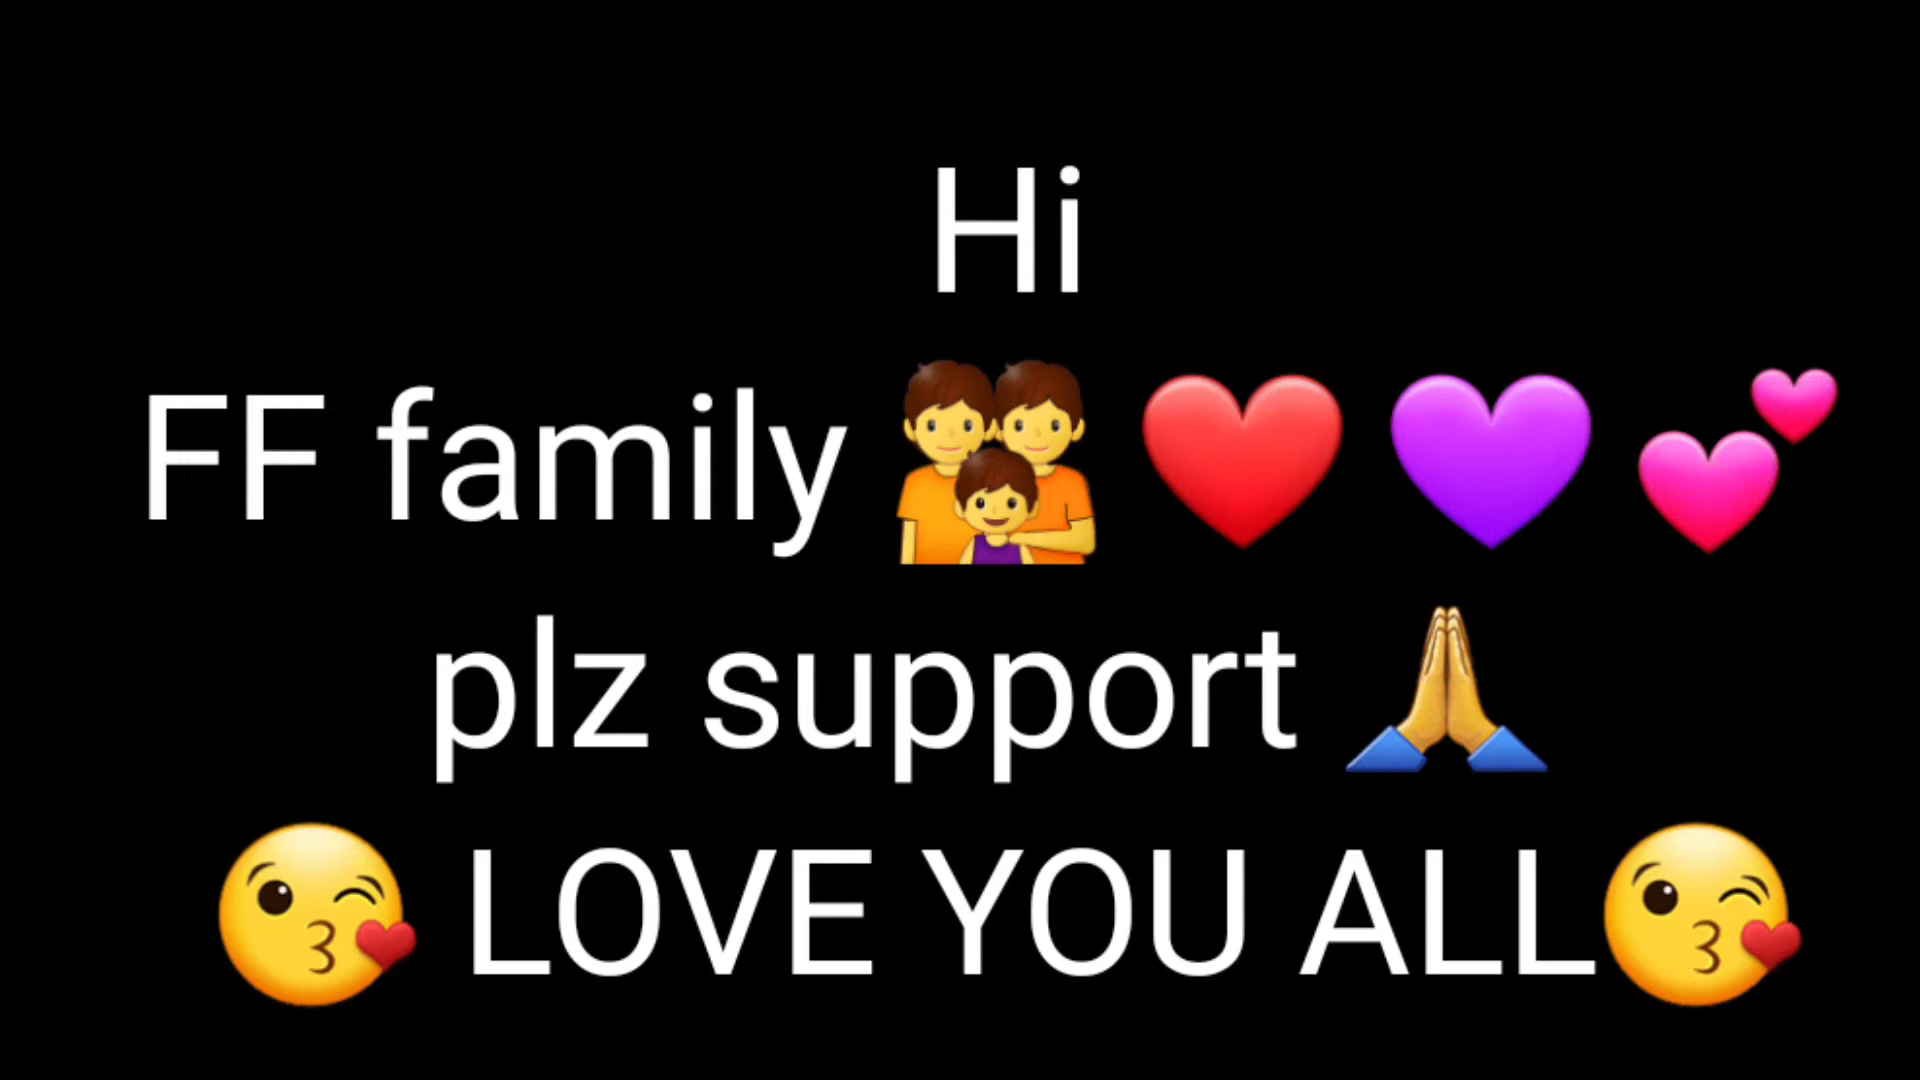 Hi
FF family 👪 ❤️ 💜 💕
plz support 🙏
😘 LOVE YOU ALL😘